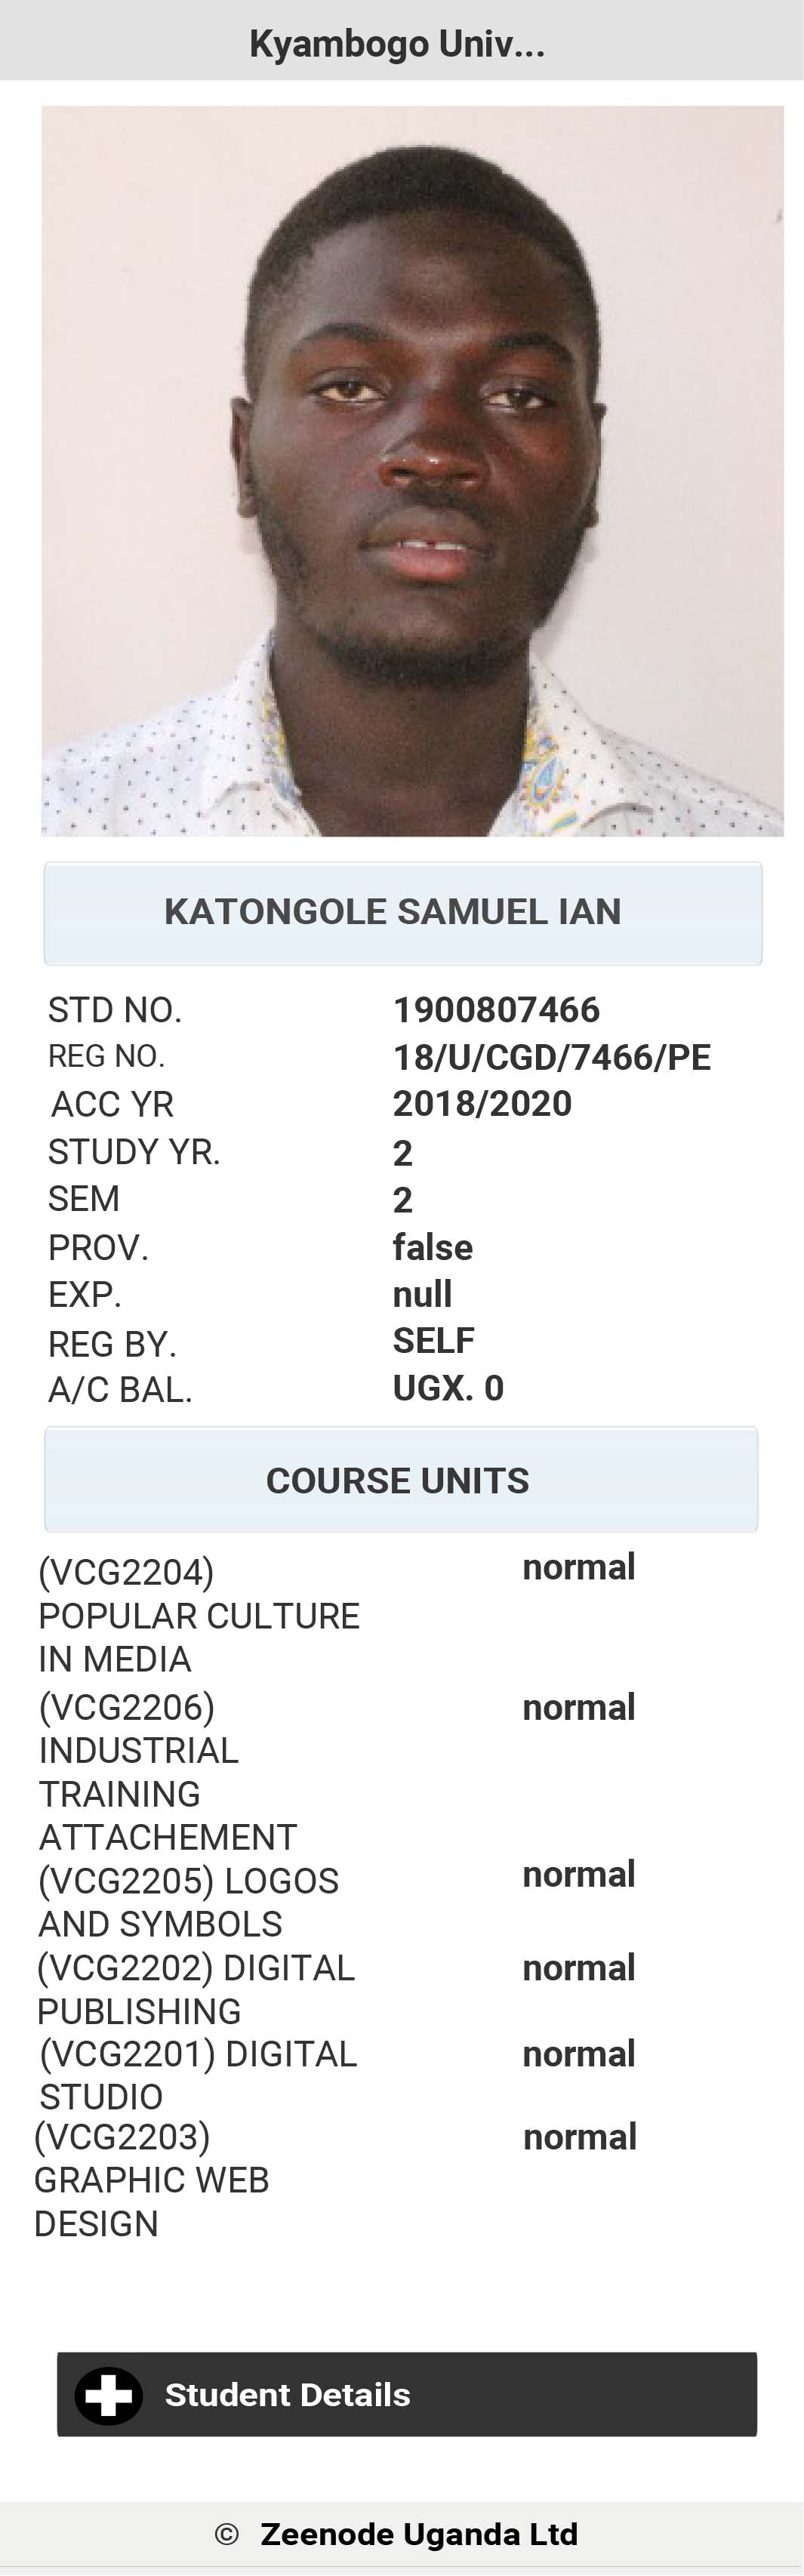 Kyambogo Univ...
KATONGOLE SAMUEL IAN
STD NO. 1900807466
REG NO. 18/U/CGD/7466/PE
ACC YR 2018/2020
STUDY YR. 2
SEM 2
PROV. false
EXP. null
REG BY. SELF
A/C BAL. UGX. 0
COURSE UNITS
(VCG2204) normal
POPULAR CULTURE
IN MEDIA
(VCG2206) normal
INDUSTRIAL
TRAINING
ATTACHEMENT
(VCG2205) LOGOS normal
AND SYMBOLS
(VCG2202) DIGITAL normal
PUBLISHING
(VCG2201) DIGITAL normal
STUDIO
(VCG2203) normal
GRAPHIC WEB
DESIGN
Student Details
© Zeenode Uganda Ltd